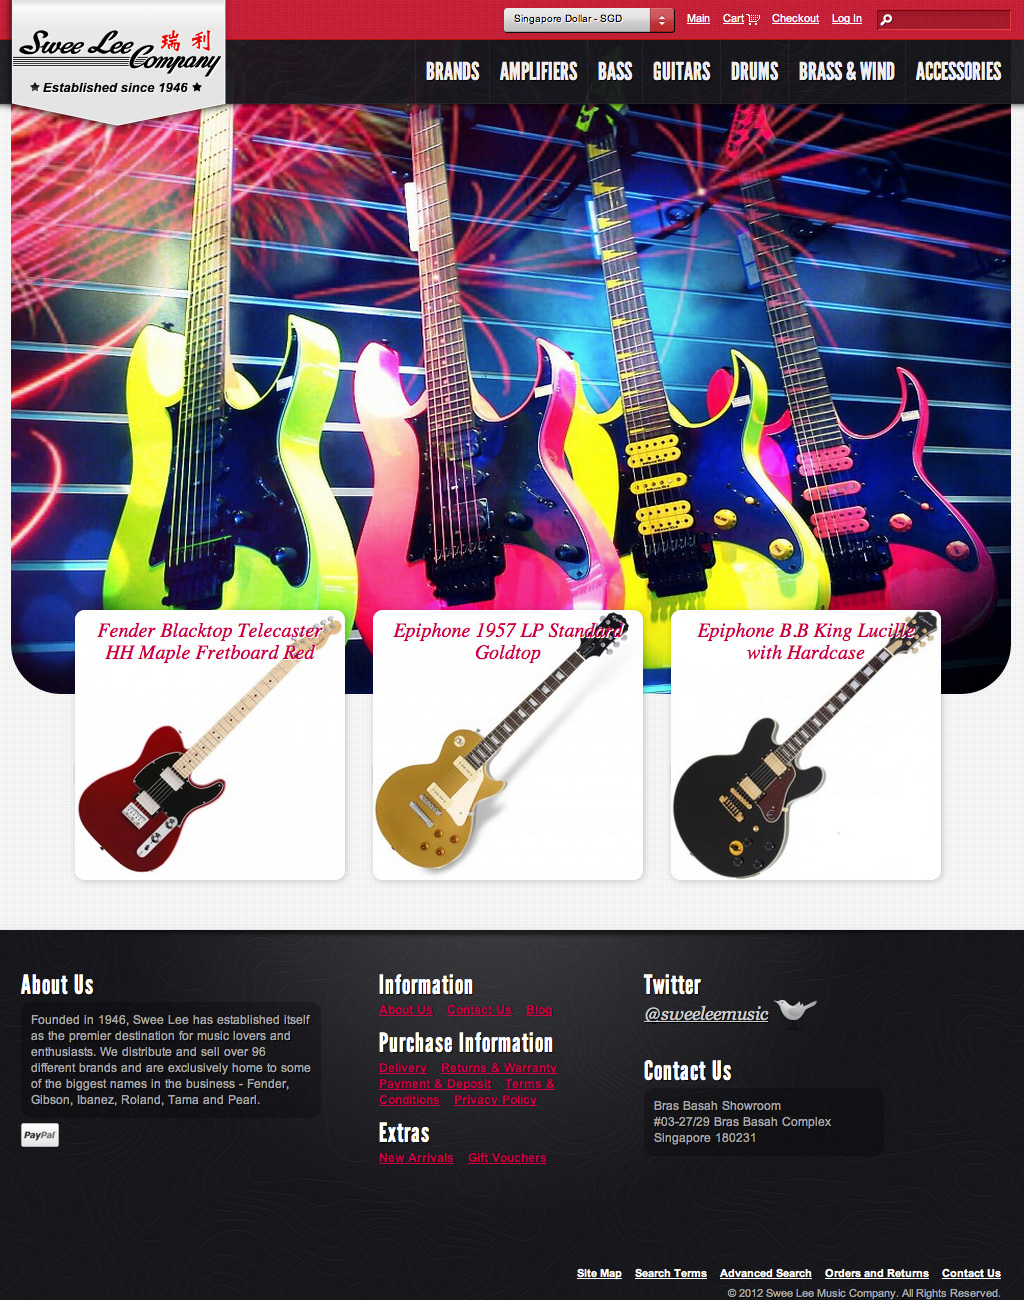 Singapore Dollar - SGD
Main
Cart
Checkout
Log In
Swee Lee 瑞利
Company
Established since 1946
BRANDS
AMPLIFIERS
BASS
GUITARS
DRUMS
BRASS & WIND
ACCESSORIES
Fender Blacktop Telecaster
HH Maple Fretboard Red
Epiphone 1957 LP Standard
Goldtop
Epiphone B.B King Lucille
with Hardcase
About Us
Founded in 1946, Swee Lee has established itself
as the premier destination for music lovers and
enthusiasts. We distribute and sell over 96
different brands and are exclusively home to some
of the biggest names in the business - Fender,
Gibson, Ibanez, Roland, Tama and Pearl.
PayPal
Information
About Us Contact Us Blog
Purchase Information
Delivery Returns & Warranty
Payment & Deposit Terms &
Conditions Privacy Policy
Extras
New Arrivals Gift Vouchers
Twitter
@sweeleemusic
Contact Us
Bras Basah Showroom
#03-27/29 Bras Basah Complex
Singapore 180231
Site Map Search Terms Advanced Search Orders and Returns Contact Us
© 2012 Swee Lee Music Company. All Rights Reserved.